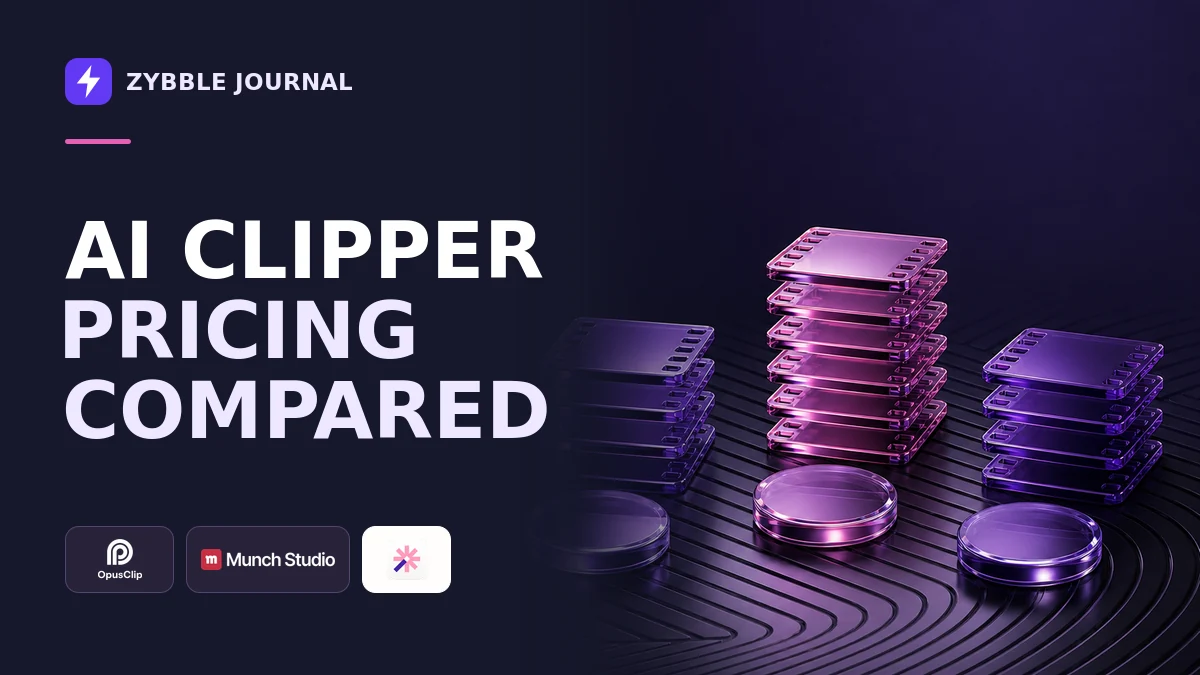 ZYBBLE JOURNAL
AI CLIPPER
PRICING
COMPARED
OpusClip
m Munch Studio